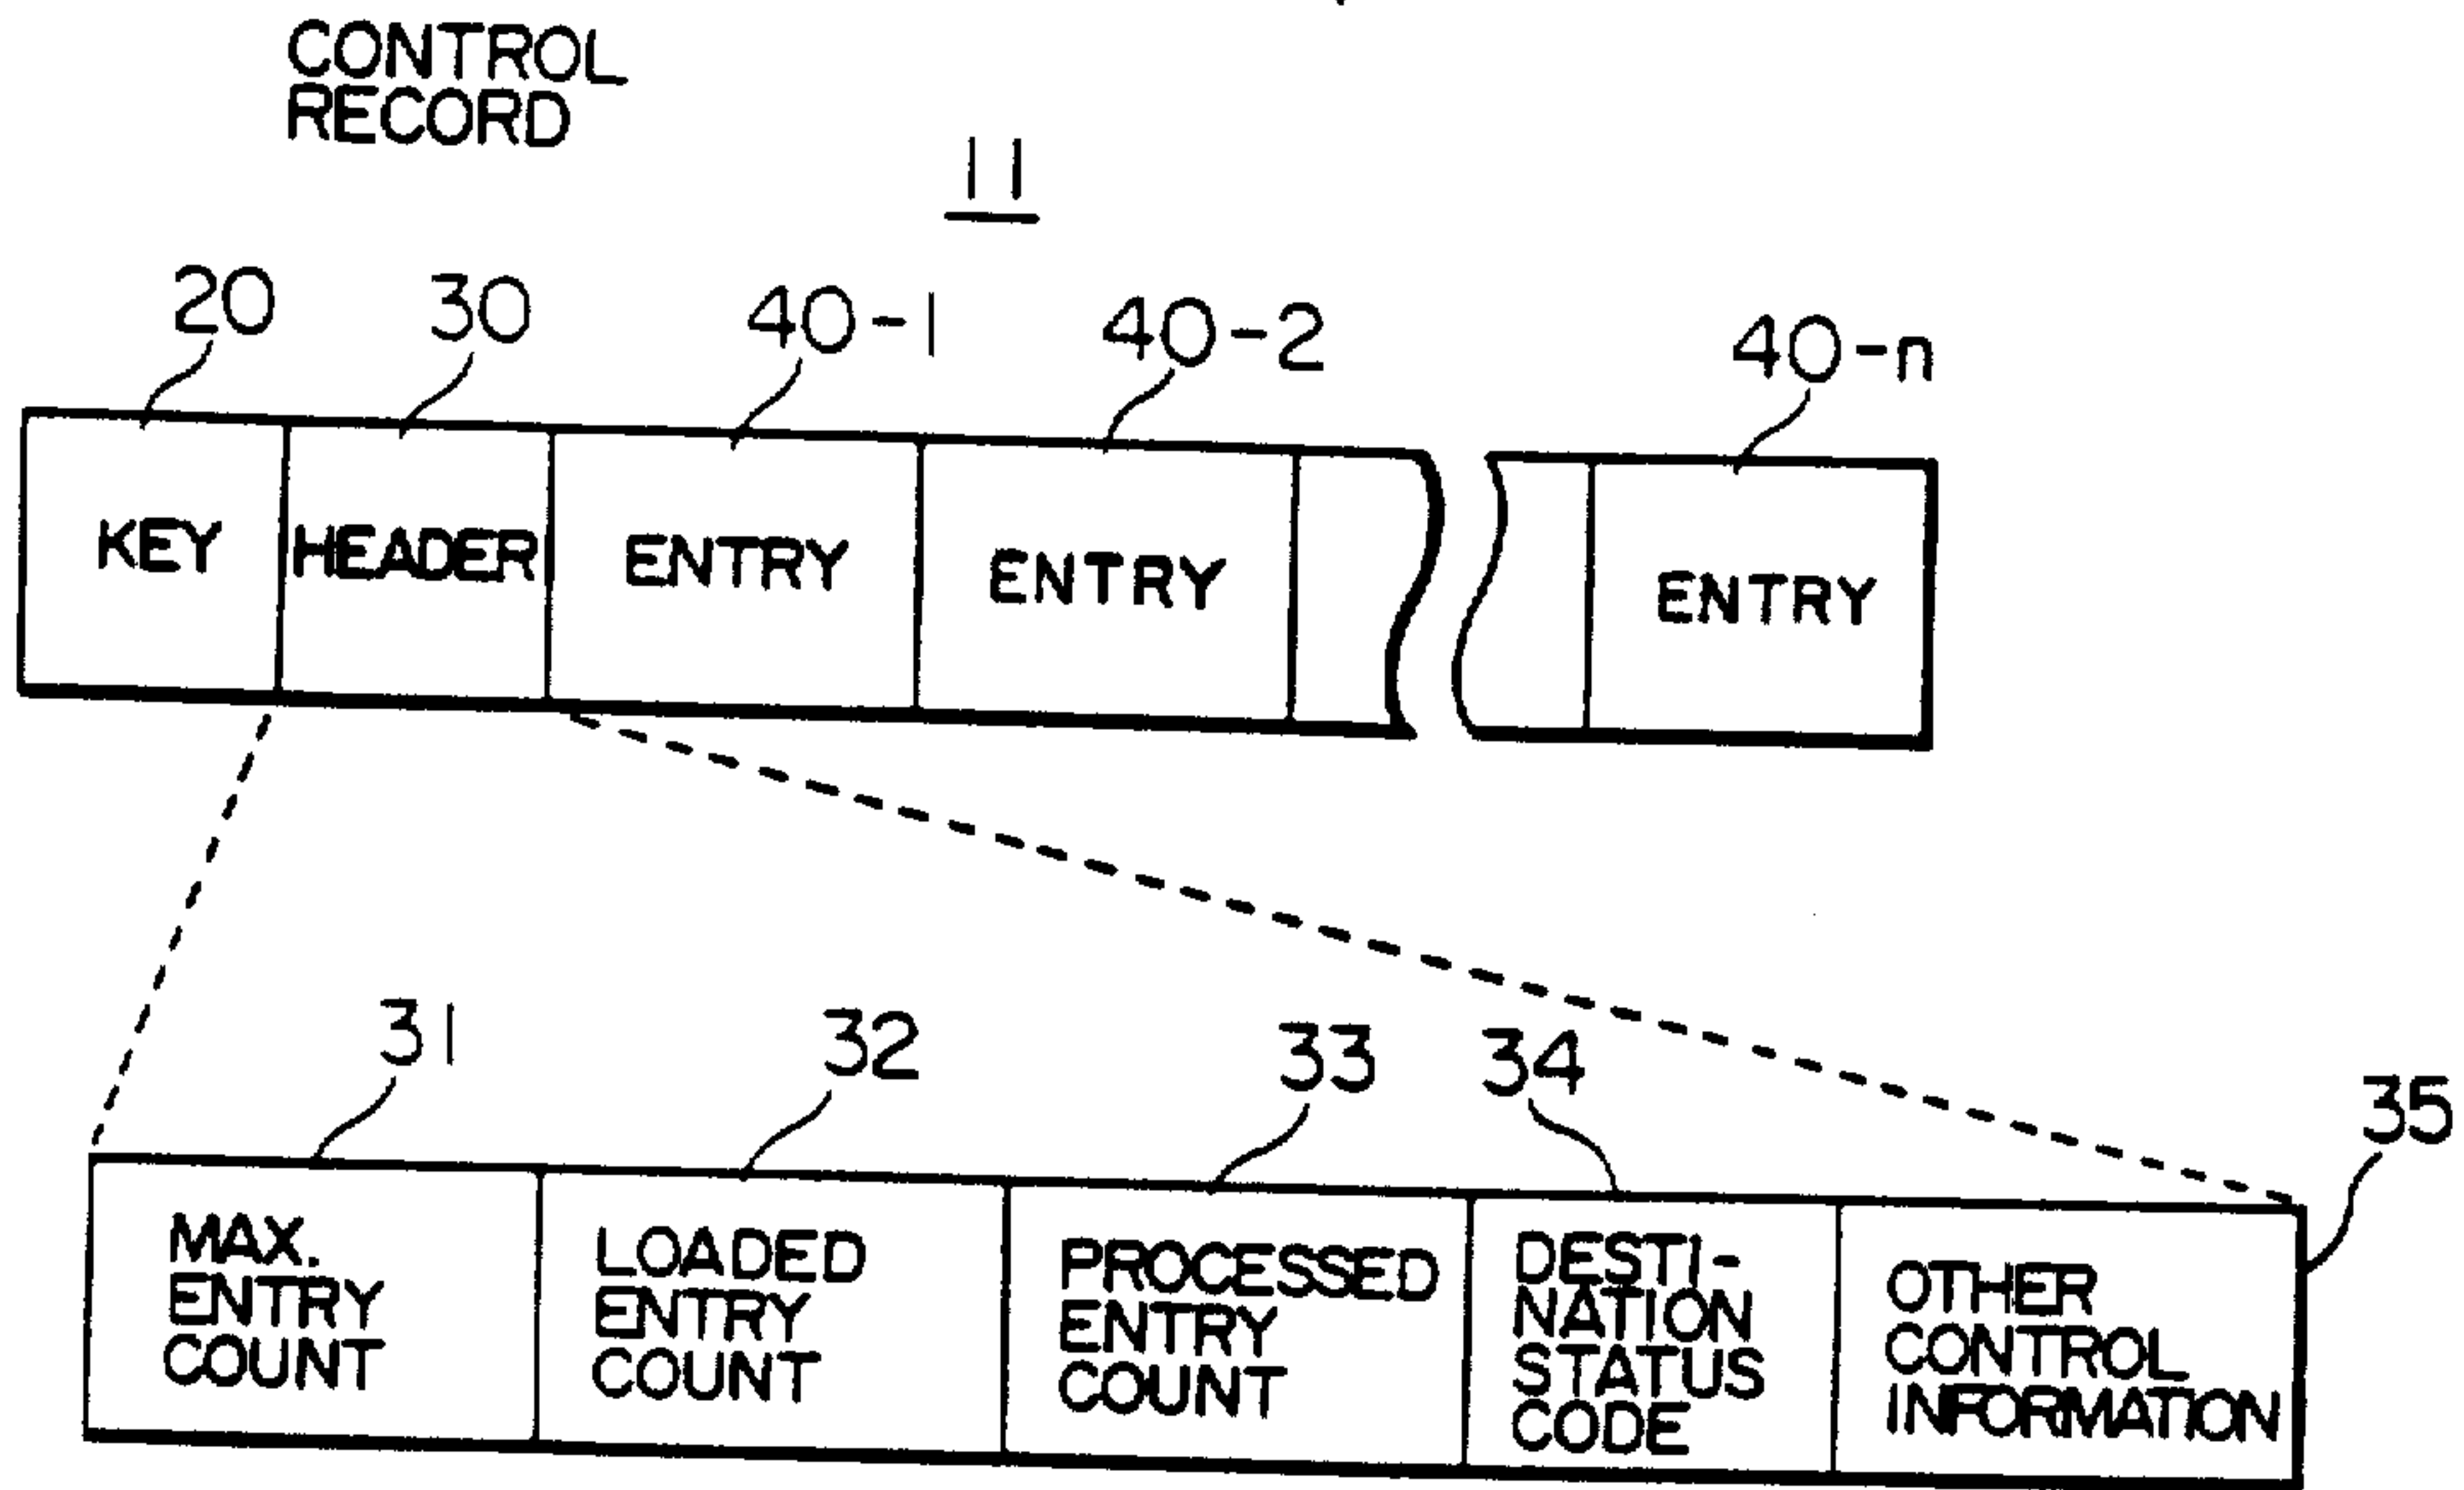 CONTROL
RECORD
11
20 30 40-1 40-2 40-n
KEY HEADER ENTRY ENTRY ENTRY
31 32 33 34 35
MAX.
ENTRY
COUNT
LOADED
ENTRY
COUNT
PROCESSED
ENTRY
COUNT
DESTI-
NATION
STATUS
CODE
OTHER
CONTROL
INFORMATION